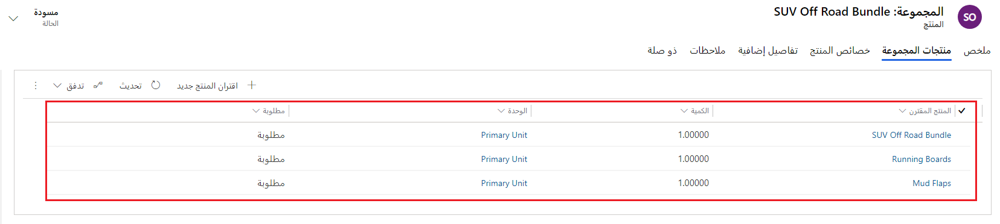 SO
المجموعة: SUV Off Road Bundle
المنتج
مسودة
الحالة
ملخص منتجات المجموعة خصائص المنتج تفاصيل إضافية ملاحظات ذو صلة
اقتران المنتج جديد تحديث تدفق
المنتج المقترن الكمية الوحدة مطلوبة
SUV Off Road Bundle 1.00000 Primary Unit مطلوبة
Running Boards 1.00000 Primary Unit مطلوبة
Mud Flaps 1.00000 Primary Unit مطلوبة